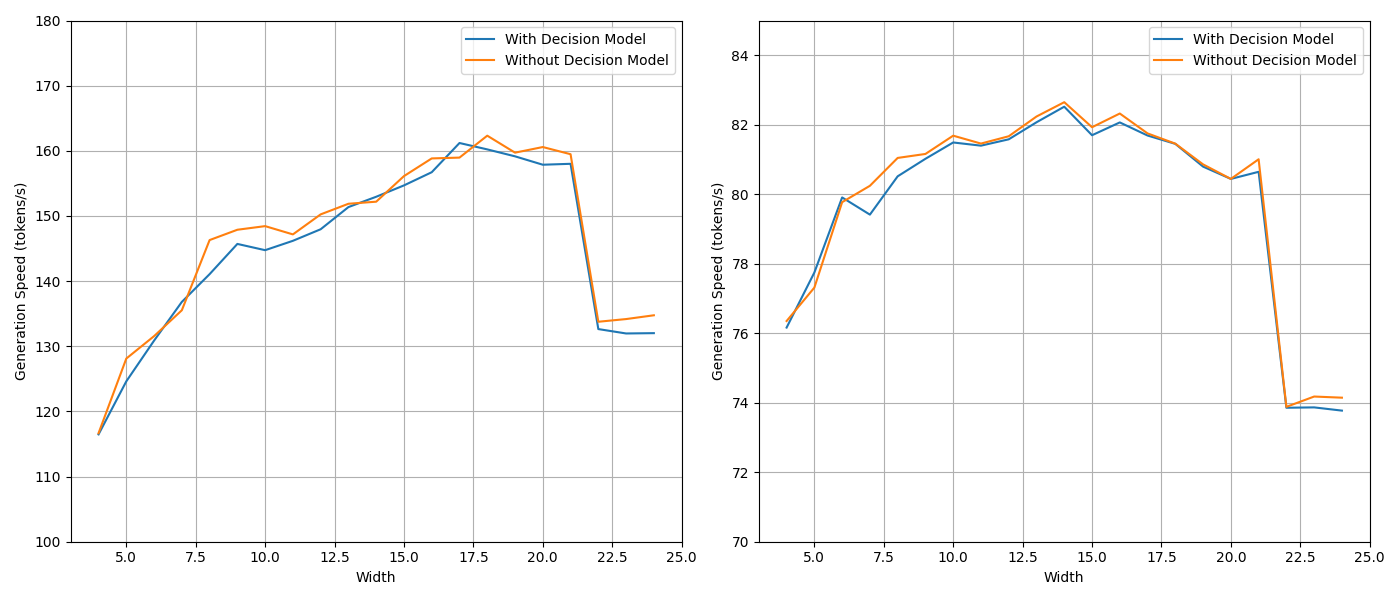 180
170
160
150
140
130
120
110
100
Generation Speed (tokens/s)
With Decision Model
Without Decision Model
5.0 7.5 10.0 12.5 15.0 17.5 20.0 22.5 25.0
Width
84
82
80
78
76
74
72
70
Generation Speed (tokens/s)
With Decision Model
Without Decision Model
5.0 7.5 10.0 12.5 15.0 17.5 20.0 22.5 25.0
Width